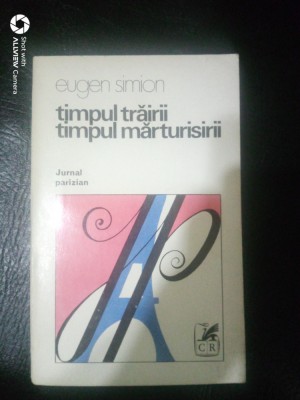 Shot with
ALLVIEW Camera
eugen simion
timpul trăirii
timpul mărturisirii
Jurnal
parizian
CR